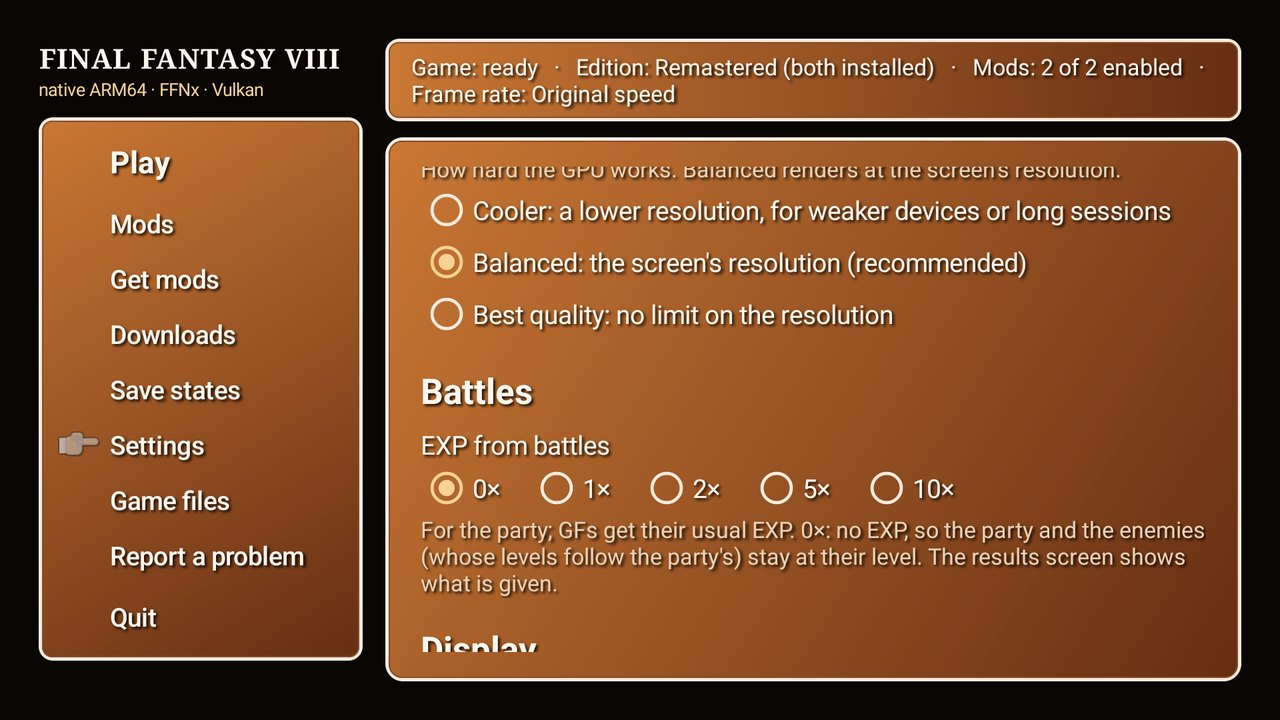 FINAL FANTASY VIII
native ARM64 · FFNx · Vulkan
Play
Mods
Get mods
Downloads
Save states
Settings
Game files
Report a problem
Quit
Game: ready · Edition: Remastered (both installed) · Mods: 2 of 2 enabled ·
Frame rate: Original speed
How hard the GPU works. Balanced renders at the screen's resolution.
Cooler: a lower resolution, for weaker devices or long sessions
Balanced: the screen's resolution (recommended)
Best quality: no limit on the resolution
Battles
EXP from battles
0× 1× 2× 5× 10×
For the party; GFs get their usual EXP. 0×: no EXP, so the party and the enemies
(whose levels follow the party's) stay at their level. The results screen shows
what is given.
Display